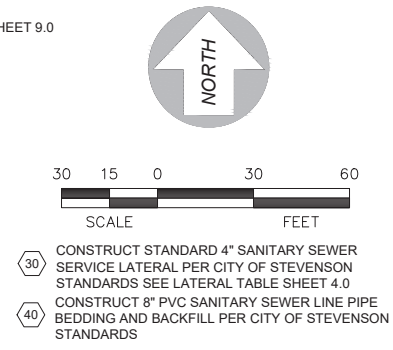 HEET 9.0
NORTH
30 15 0 30 60
SCALE FEET
30 CONSTRUCT STANDARD 4" SANITARY SEWER
SERVICE LATERAL PER CITY OF STEVENSON
STANDARDS SEE LATERAL TABLE SHEET 4.0
40 CONSTRUCT 8" PVC SANITARY SEWER LINE PIPE
BEDDING AND BACKFILL PER CITY OF STEVENSON
STANDARDS